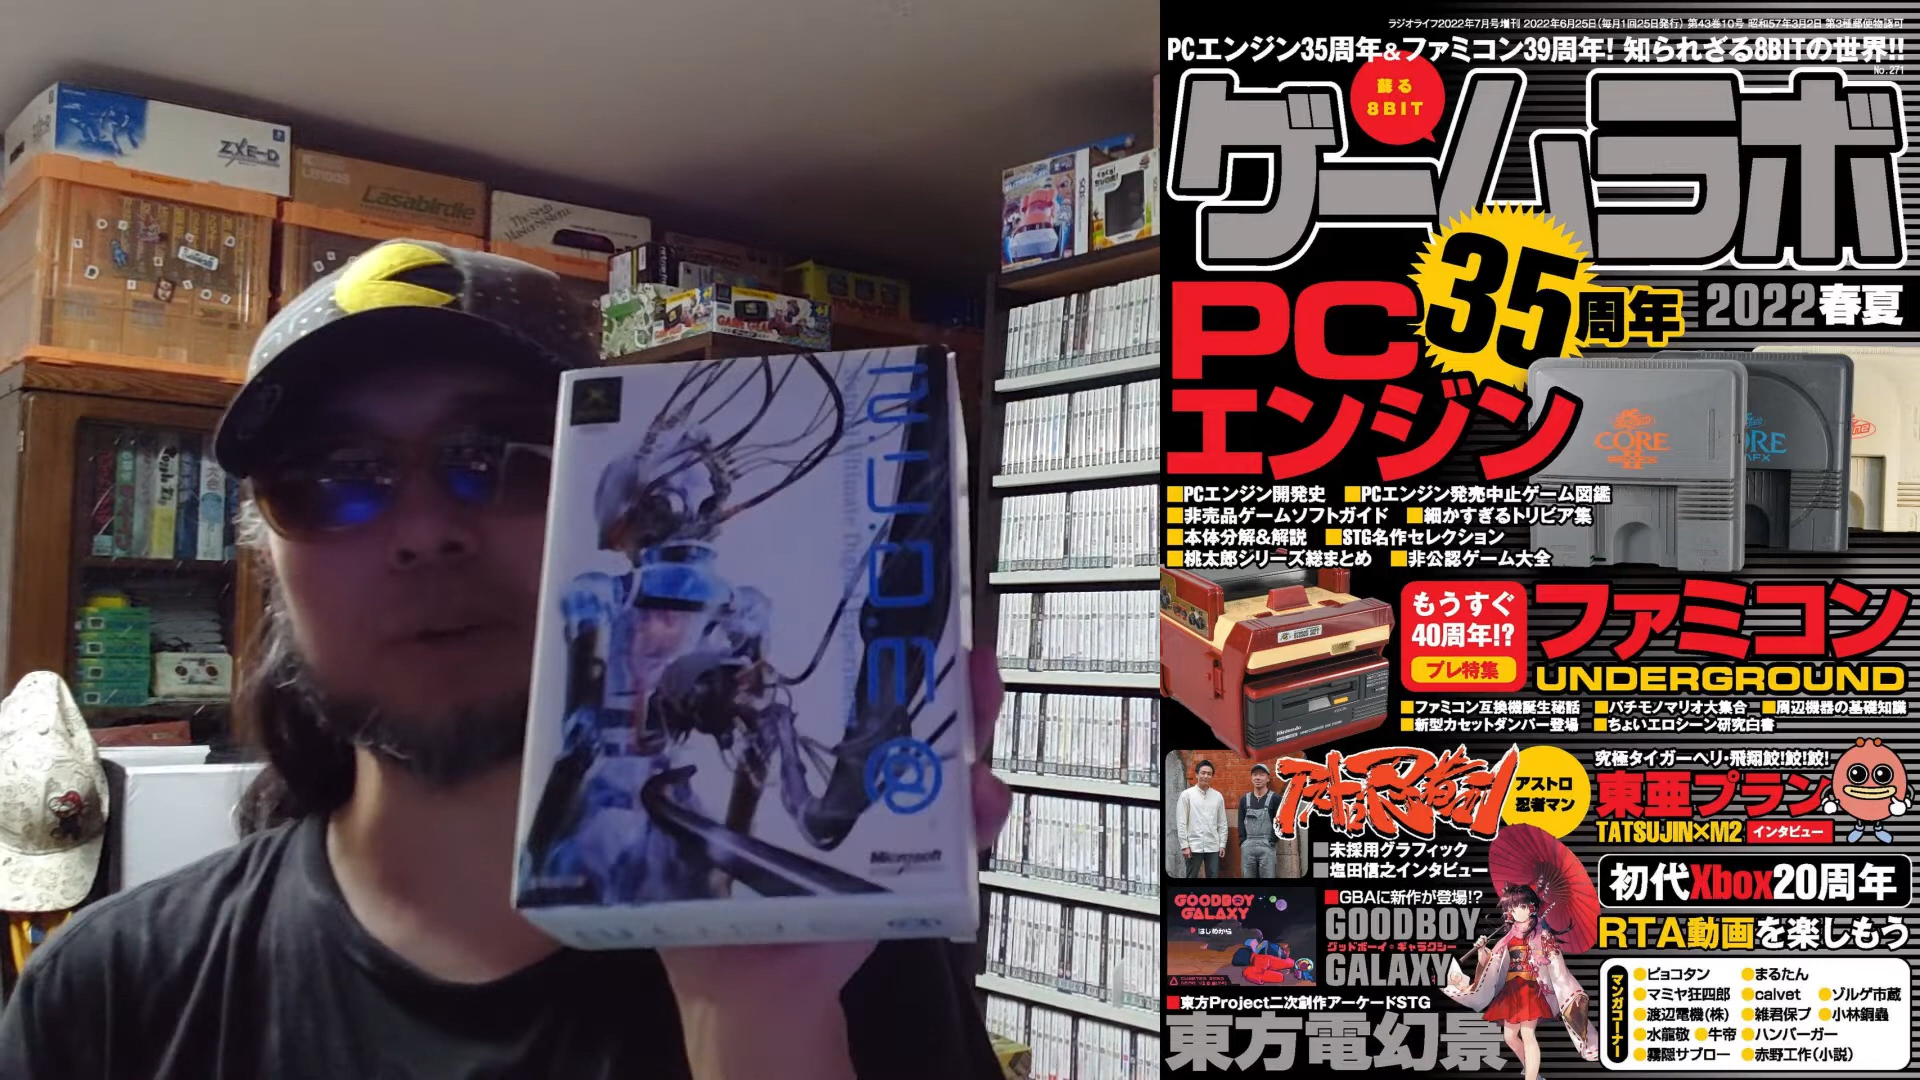 ZXE-D
LENDOS
Lasabirdie
The Sega
Master System
GAME GEAR
N.U.D.E.@
Natural Ultimate Digital Experiment
Microsoft
ラジオライフ2022年7月号増刊 2022年6月25日(毎月1回25日発行) 第43巻10号 昭和57年3月2日 第3種郵便物認可
PCエンジン35周年&ファミコン39周年! 知られざる8BITの世界!!
No.271
蘇る
8BIT
ゲームラボ
2022春夏
PC
35周年
エンジン
CORE
■PCエンジン開発史 ■PCエンジン発売中止ゲーム図鑑
■非売品ゲームソフトガイド ■細かすぎるトリビア集
■本体分解&解説 ■STG名作セレクション
■桃太郎シリーズ総まとめ ■非公認ゲーム大全
もうすぐ
40周年!?
プレ特集
ファミコン
UNDERGROUND
■ファミコン互換機誕生秘話 ■パチモノマリオ大集合 ■周辺機器の基礎知識
■新型カセットダンパー登場 ■ちょいエロシーン研究白書
Nintendo
アストロ
忍者マン
■未採用グラフィック
■塩田信之インタビュー
究極タイガーヘリ・飛翔鮫!鮫!鮫!
東亜プラン
TATSUJIN×M2 インタビュー
GOODBOY
GALAXY
はじめから
■GBAに新作が登場!?
GOODBOY
グッドボーイ・ギャラクシー
GALAXY
初代Xbox20周年
RTA動画を楽しもう
■東方Project二次創作アーケードSTG
東方電幻景
マンガコーナー
●ピョコタン ●まるたん
●マミヤ狂四郎 ●calvet ●ゾルゲ市蔵
●渡辺電機(株) ●雑君保プ ●小林銅蟲
●水龍敬 ●牛帝 ●ハンバーガー
●霧隠サブロー ●赤野工作(小説)